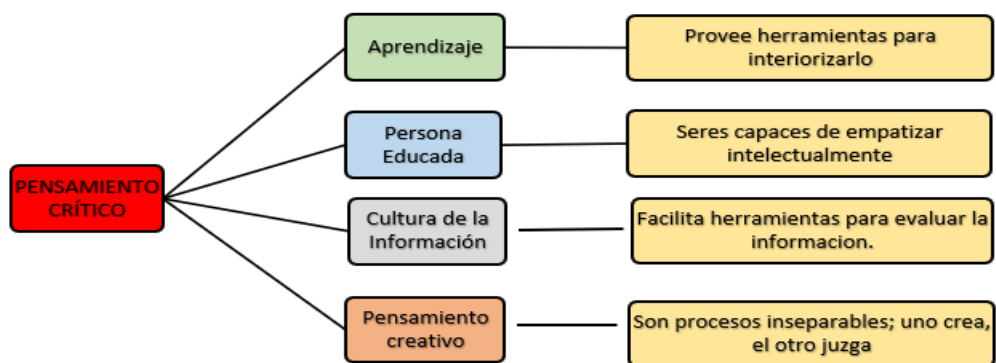 PENSAMIENTO
CRÍTICO
Aprendizaje
Provee herramientas para
interiorizarlo
Persona
Educada
Seres capaces de empatizar
intelectualmente
Cultura de la
Información
Facilita herramientas para evaluar la
informacion.
Pensamiento
creativo
Son procesos inseparables; uno crea,
el otro juzga